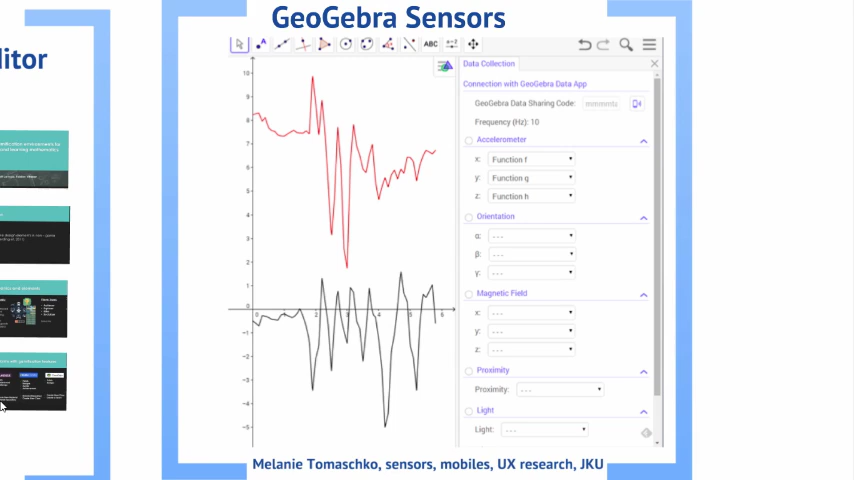 GeoGebra Sensors
ditor
ABC
Data Collection
Connection with GeoGebra Data App
GeoGebra Data Sharing Code:
Frequency (Hz): 10
Accelerometer
x: Function f
y: Function g
z: Function h
Orientation
α: ---
β: ---
γ: ---
Magnetic Field
x: ---
y: ---
z: ---
Proximity
Proximity: ---
Light
Light: ---
10
9
8
7
6
5
4
3
2
1
0
-1
-2
-3
-4
-5
0
2
3
4
5
6
Melanie Tomaschko, sensors, mobiles, UX research, JKU